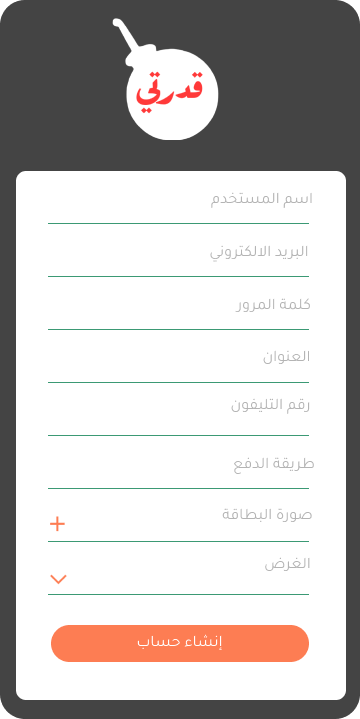 قدرتي
اسم المستخدم
البريد الالكتروني
كلمة المرور
العنوان
رقم التليفون
طريقة الدفع
صورة البطاقة
الغرض
إنشاء حساب